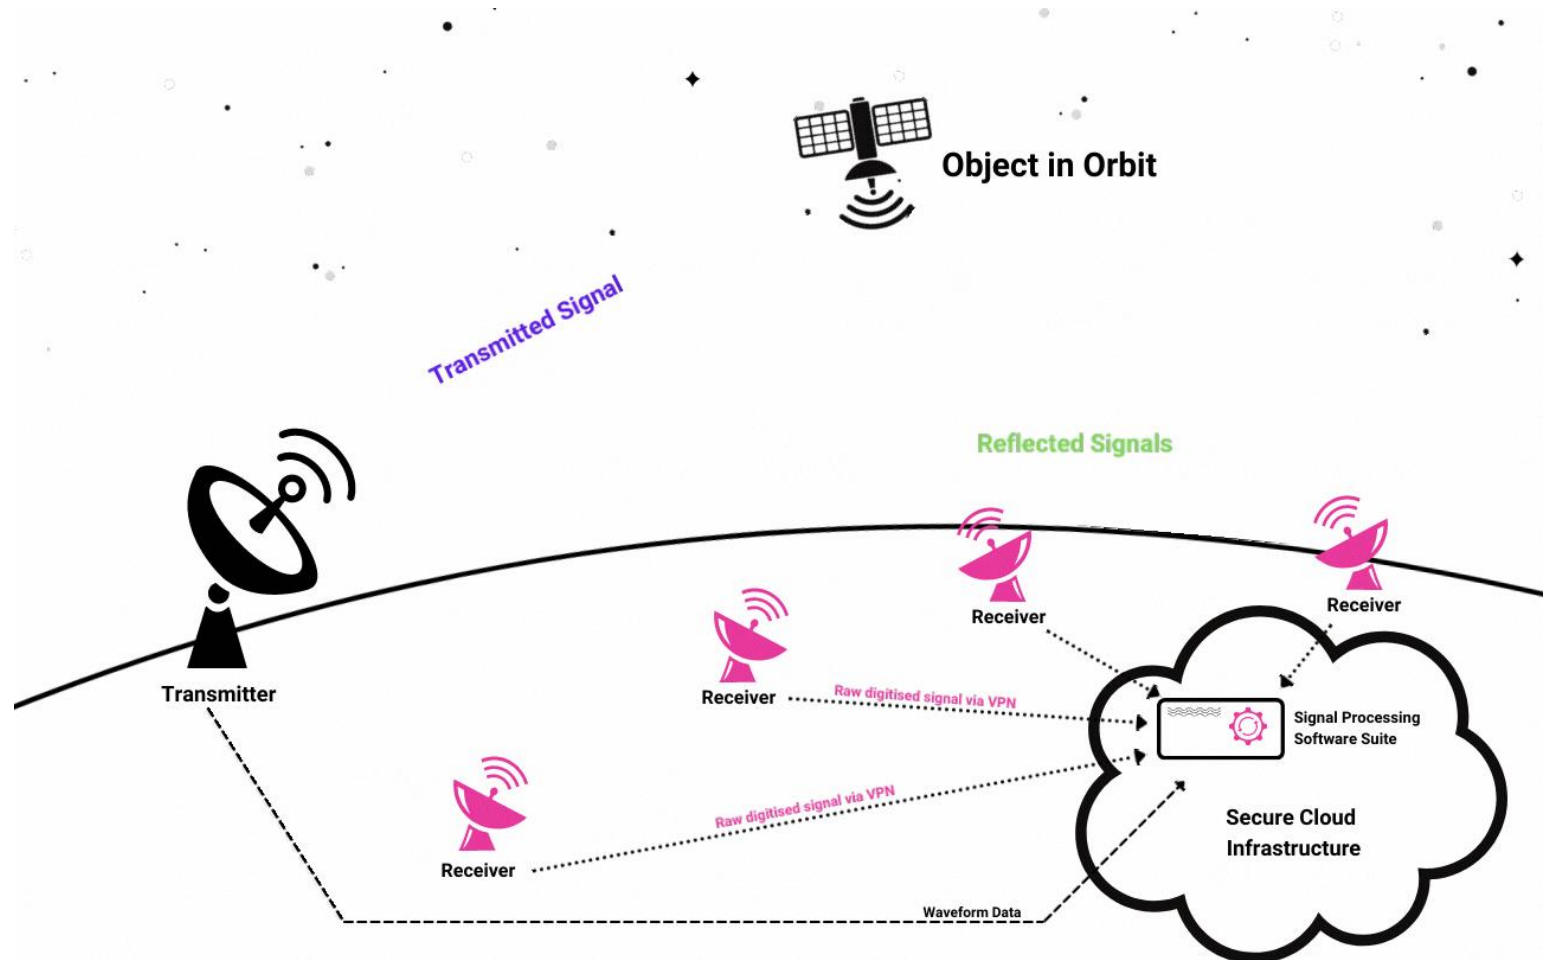 Object in Orbit
Transmitted Signal
Reflected Signals
Receiver
Receiver
Transmitter
Receiver
Raw digitised signal via VPN
Signal Processing
Software Suite
Raw digitised signal via VPN
Secure Cloud
Infrastructure
Receiver
Waveform Data